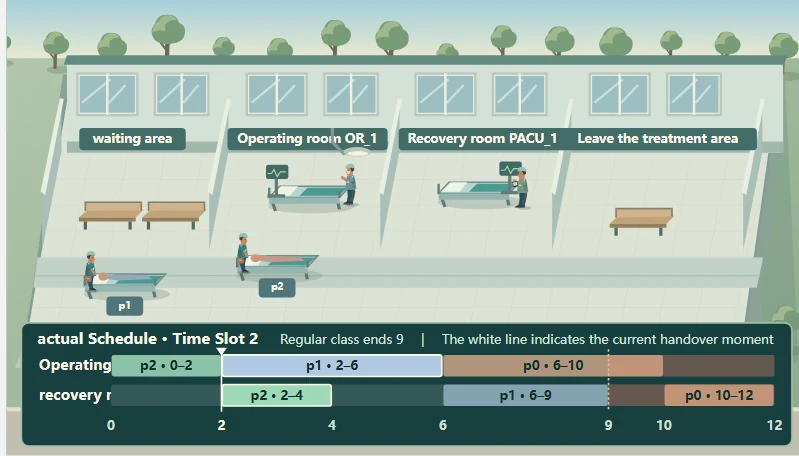 waiting area
Operating room OR_1
Recovery room PACU_1
Leave the treatment area
p1
p2
actual Schedule • Time Slot 2
Regular class ends 9 | The white line indicates the current handover moment
Operating
p2 • 0–2
p1 • 2–6
p0 • 6–10
recovery r
p2 • 2–4
p1 • 6–9
p0 • 10–12
0 2 4 6 9 10 12